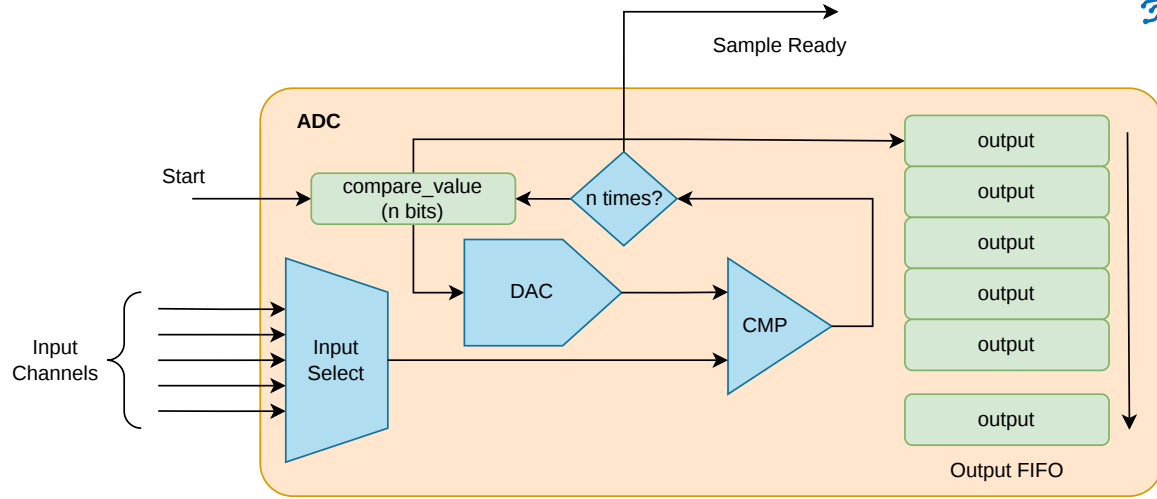 Sample Ready
ADC
Start
compare_value
(n bits)
n times?
output
output
output
output
output
output
Output FIFO
DAC
CMP
Input
Select
Input
Channels